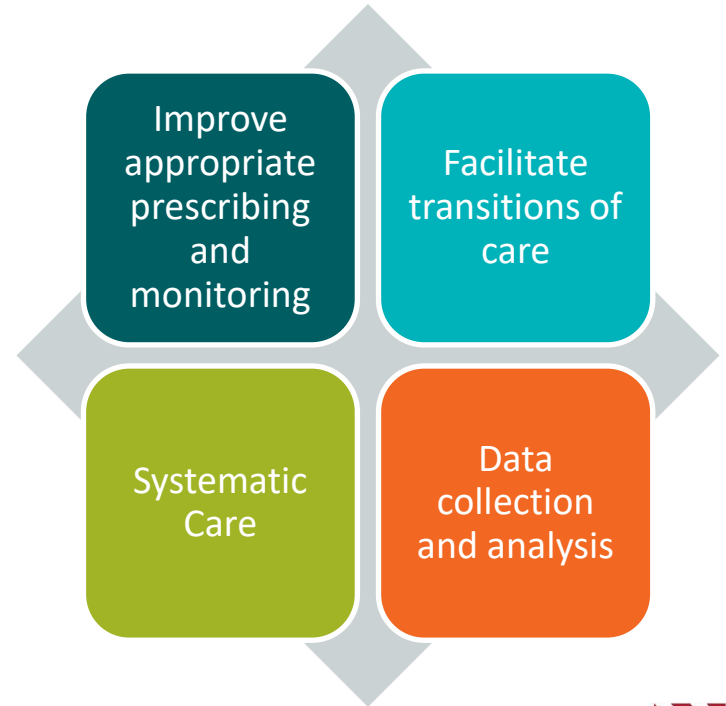 Improve
appropriate
prescribing
and
monitoring
Facilitate
transitions of
care
Systematic
Care
Data
collection
and analysis